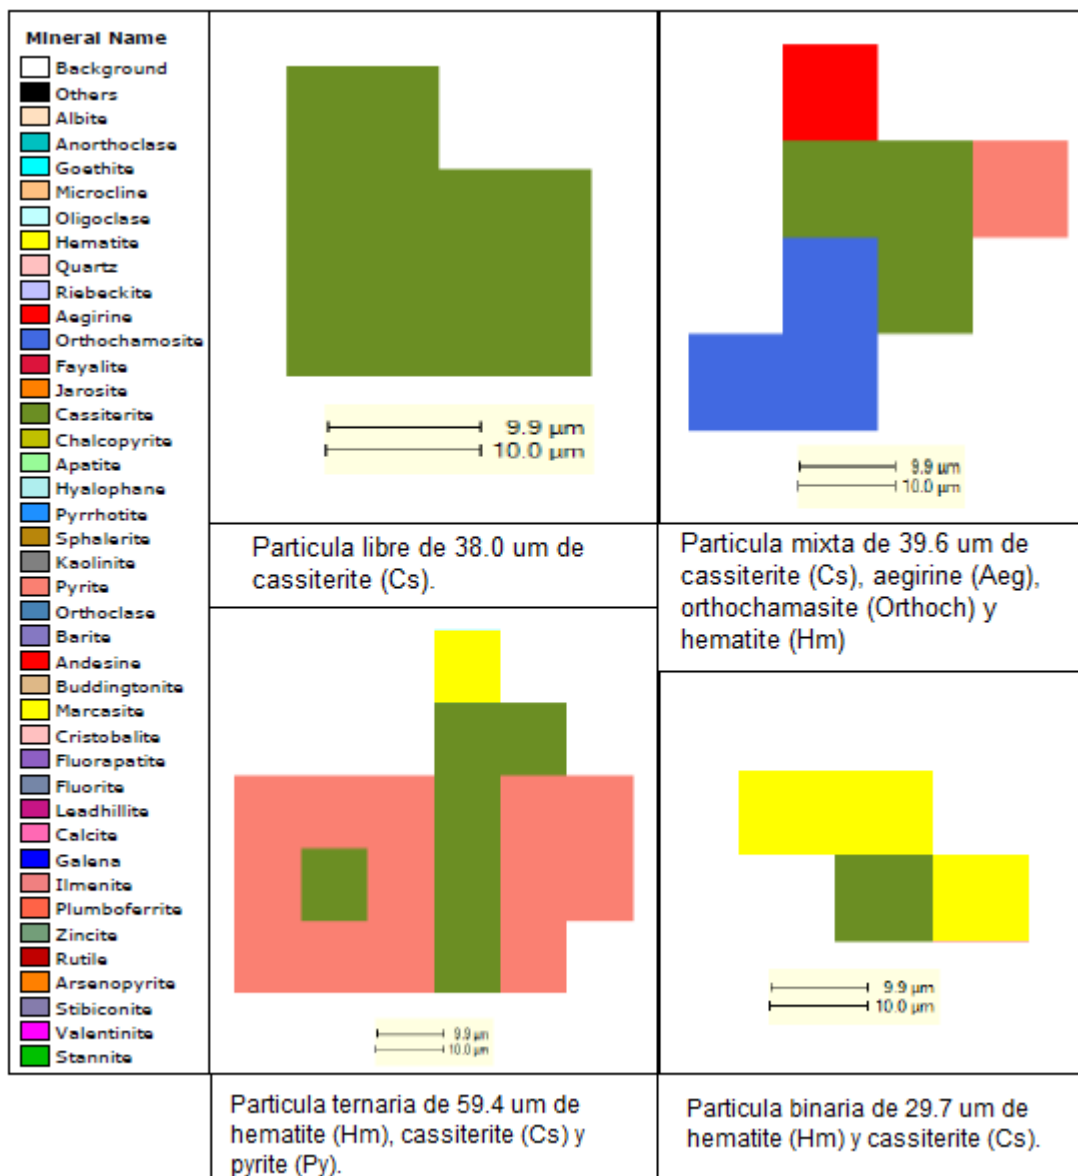 Mineral Name
Background
Others
Albite
Anorthoclase
Goethite
Microcline
Oligoclase
Hematite
Quartz
Riebeckite
Aegirine
Orthochamosite
Fayalite
Jarosite
Cassiterite
Chalcopyrite
Apatite
Hyalophane
Pyrrhotite
Sphalerite
Kaolinite
Pyrite
Orthoclase
Barite
Andesine
Buddingtonite
Marcasite
Cristobalite
Fluorapatite
Fluorite
Leadhillite
Calcite
Galena
Ilmenite
Plumboferrite
Zincite
Rutile
Arsenopyrite
Stibiconite
Valentinite
Stannite
9.9 µm
10.0 µm
Particula libre de 38.0 um de
cassiterite (Cs).
9.9 µm
10.0 µm
Particula mixta de 39.6 um de
cassiterite (Cs), aegirine (Aeg),
orthochamasite (Orthoch) y
hematite (Hm)
9.9 µm
10.0 µm
Particula ternaria de 59.4 um de
hematite (Hm), cassiterite (Cs) y
pyrite (Py).
9.9 µm
10.0 µm
Particula binaria de 29.7 um de
hematite (Hm) y cassiterite (Cs).